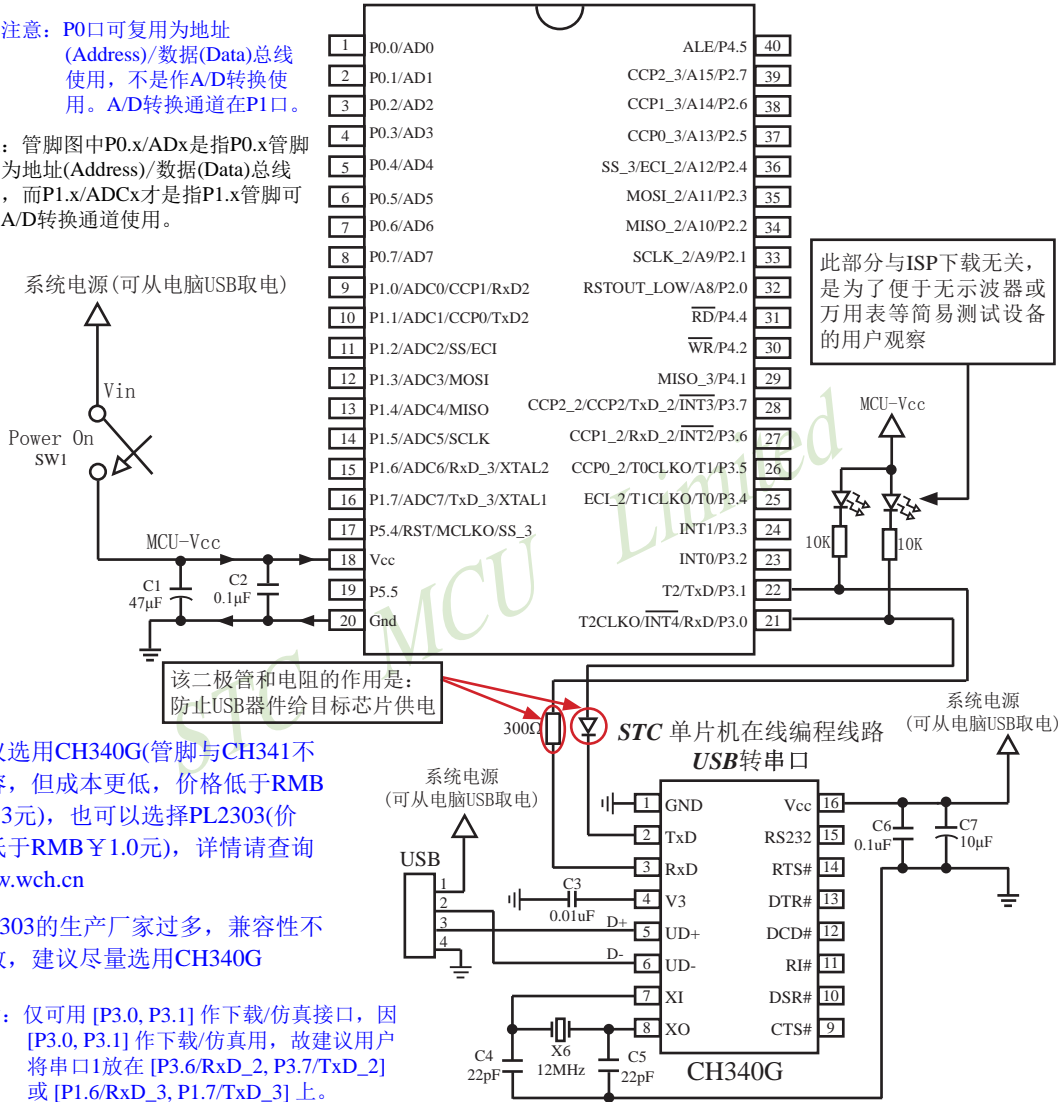 注意：P0口可复用为地址
(Address)/数据(Data)总线
使用，不是作A/D转换使
用。A/D转换通道在P1口。
：管脚图中P0.x/ADx是指P0.x管脚
为地址(Address)/数据(Data)总线
，而P1.x/ADCx才是指P1.x管脚可
A/D转换通道使用。
系统电源(可从电脑USB取电)
Vin
Power On
SW1
MCU-Vcc
C1
47μF
C2
0.1μF
1 P0.0/AD0
2 P0.1/AD1
3 P0.2/AD2
4 P0.3/AD3
5 P0.4/AD4
6 P0.5/AD5
7 P0.6/AD6
8 P0.7/AD7
9 P1.0/ADC0/CCP1/RxD2
10 P1.1/ADC1/CCP0/TxD2
11 P1.2/ADC2/SS/ECI
12 P1.3/ADC3/MOSI
13 P1.4/ADC4/MISO
14 P1.5/ADC5/SCLK
15 P1.6/ADC6/RxD_3/XTAL2
16 P1.7/ADC7/TxD_3/XTAL1
17 P5.4/RST/MCLKO/SS_3
18 Vcc
19 P5.5
20 Gnd
ALE/P4.5 40
CCP2_3/A15/P2.7 39
CCP1_3/A14/P2.6 38
CCP0_3/A13/P2.5 37
SS_3/ECI_2/A12/P2.4 36
MOSI_2/A11/P2.3 35
MISO_2/A10/P2.2 34
SCLK_2/A9/P2.1 33
RSTOUT_LOW/A8/P2.0 32
RD/P4.4 31
WR/P4.2 30
MISO_3/P4.1 29
CCP2_2/CCP2/TxD_2/INT3/P3.7 28
CCP1_2/RxD_2/INT2/P3.6 27
CCP0_2/T0CLKO/T1/P3.5 26
ECI_2/T1CLKO/T0/P3.4 25
INT1/P3.3 24
INT0/P3.2 23
T2/TxD/P3.1 22
T2CLKO/INT4/RxD/P3.0 21
STC MCU Limited
此部分与ISP下载无关，
是为了便于无示波器或
万用表等简易测试设备
的用户观察
MCU-Vcc
10K
10K
该二极管和电阻的作用是：
防止USB器件给目标芯片供电
300Ω
STC 单片机在线编程线路
USB转串口
系统电源
(可从电脑USB取电)
选用CH340G(管脚与CH341不
，但成本更低，价格低于RMB
3元)，也可以选择PL2303(价
于RMB￥1.0元)，详情请查询
w.wch.cn
303的生产厂家过多，兼容性不
，建议尽量选用CH340G
：仅可用 [P3.0, P3.1] 作下载/仿真接口，因
[P3.0, P3.1] 作下载/仿真用，故建议用户
将串口1放在 [P3.6/RxD_2, P3.7/TxD_2]
或 [P1.6/RxD_3, P1.7/TxD_3] 上。
系统电源
(可从电脑USB取电)
USB
1
2
3
4
C3
0.01uF
D+
D-
1 GND
2 TxD
3 RxD
4 V3
5 UD+
6 UD-
7 XI
8 XO
Vcc 16
RS232 15
RTS# 14
DTR# 13
DCD# 12
RI# 11
DSR# 10
CTS# 9
CH340G
C6
0.1uF
C7
10μF
C4
22pF
X6
12MHz
C5
22pF